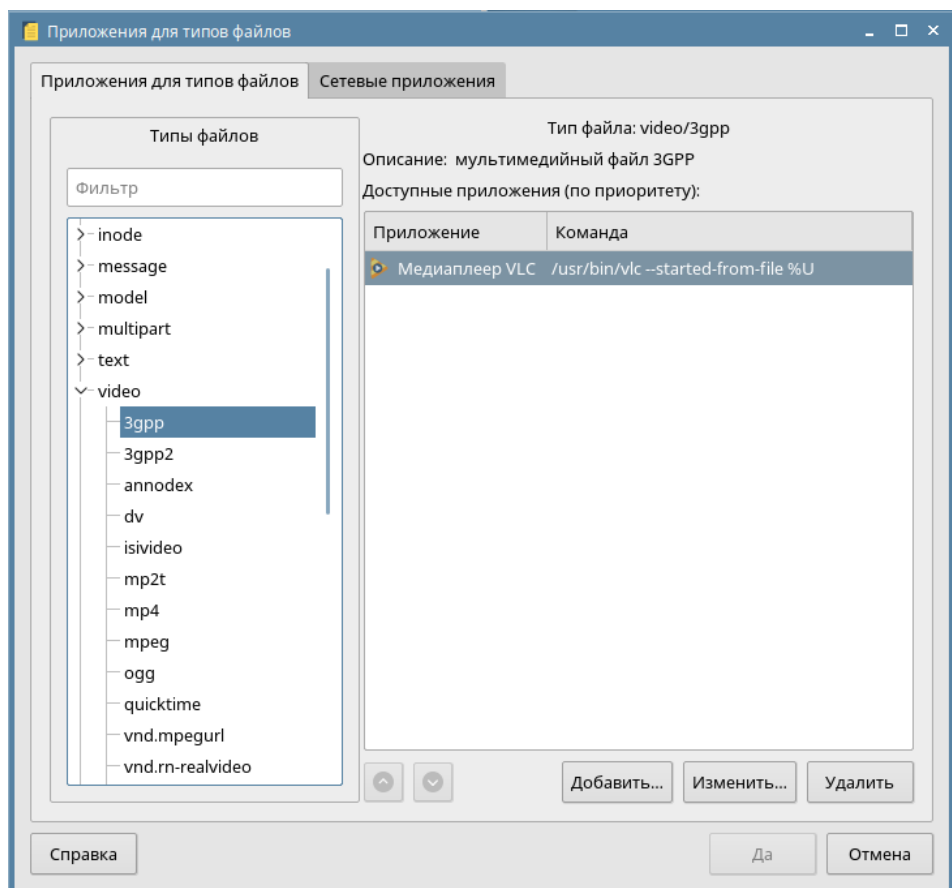 Приложения для типов файлов
Приложения для типов файлов Сетевые приложения
Типы файлов
Фильтр
inode
message
model
multipart
text
video
3gpp
3gpp2
annodex
dv
isivideo
mp2t
mp4
mpeg
ogg
quicktime
vnd.mpegurl
vnd.rn-realvideo
Тип файла: video/3gpp
Описание: мультимедийный файл 3GPP
Доступные приложения (по приоритету):
Приложение Команда
Медиаплеер VLC /usr/bin/vlc --started-from-file %U
Добавить... Изменить... Удалить
Справка Да Отмена